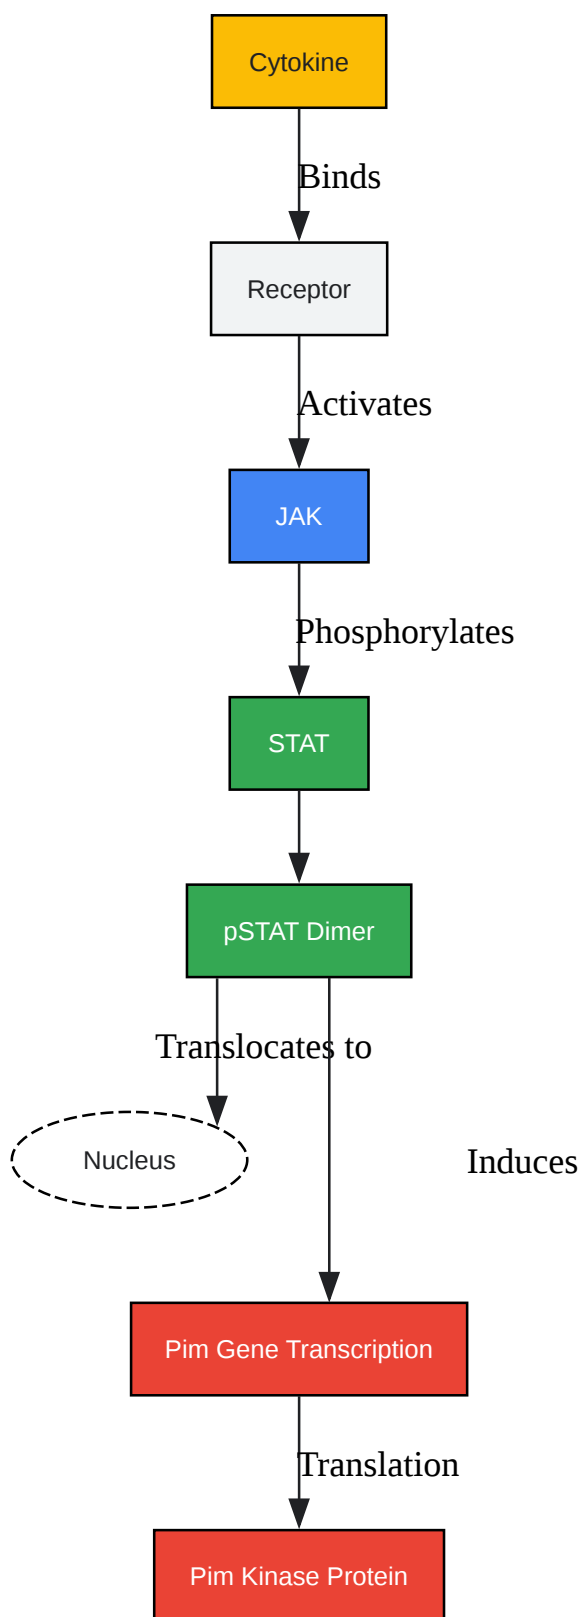 Cytokine
Binds
Receptor
Activates
JAK
Phosphorylates
STAT
pSTAT Dimer
Translocates to
Nucleus
Induces
Pim Gene Transcription
Translation
Pim Kinase Protein